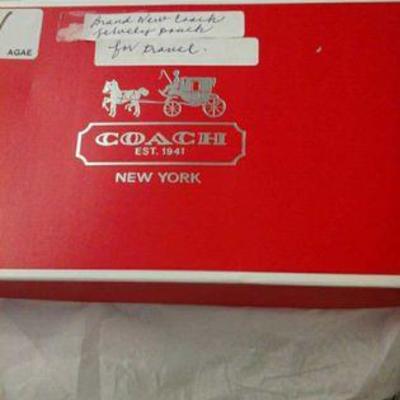 AGAE
Brand New Coach
jewelry pouch
for travel.
COACH
EST. 1941
NEW YORK